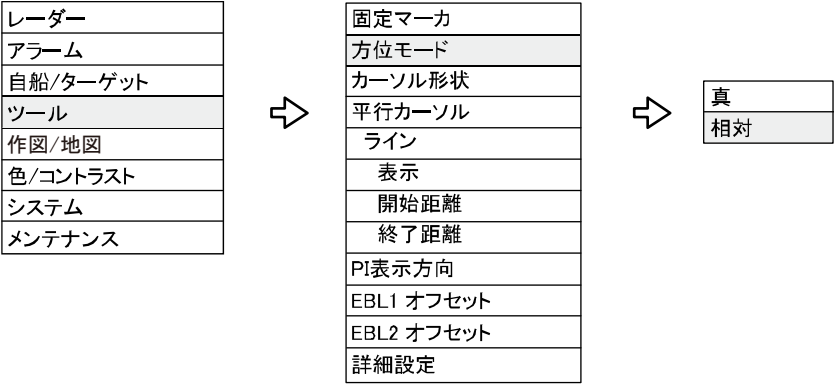 レーダー
アラーム
自船/ターゲット
ツール
作図/地図
色/コントラスト
システム
メンテナンス
固定マーカ
方位モード
カーソル形状
平行カーソル
ライン
表示
開始距離
終了距離
PI表示方向
EBL1 オフセット
EBL2 オフセット
詳細設定
真
相対